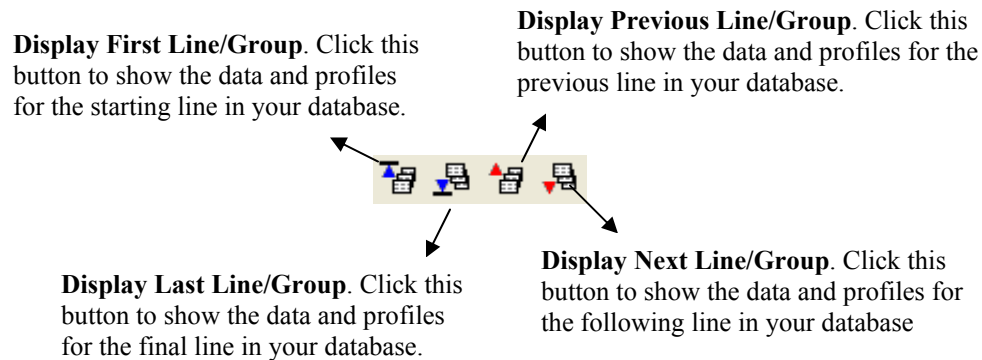 Display First Line/Group. Click this
button to show the data and profiles
for the starting line in your database.
Display Previous Line/Group. Click this
button to show the data and profiles for the
previous line in your database.
Display Last Line/Group. Click this
button to show the data and profiles
for the final line in your database.
Display Next Line/Group. Click this
button to show the data and profiles for
the following line in your database